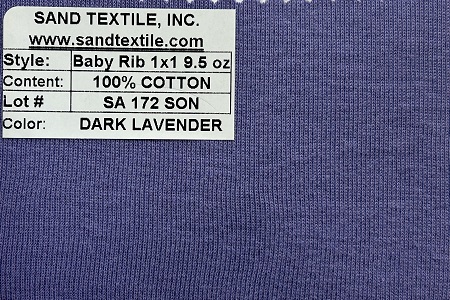 SAND TEXTILE, INC.
www.sandtextile.com
Style: Baby Rib 1x1 9.5 oz
Content: 100% COTTON
Lot # SA 172 SON
Color: DARK LAVENDER